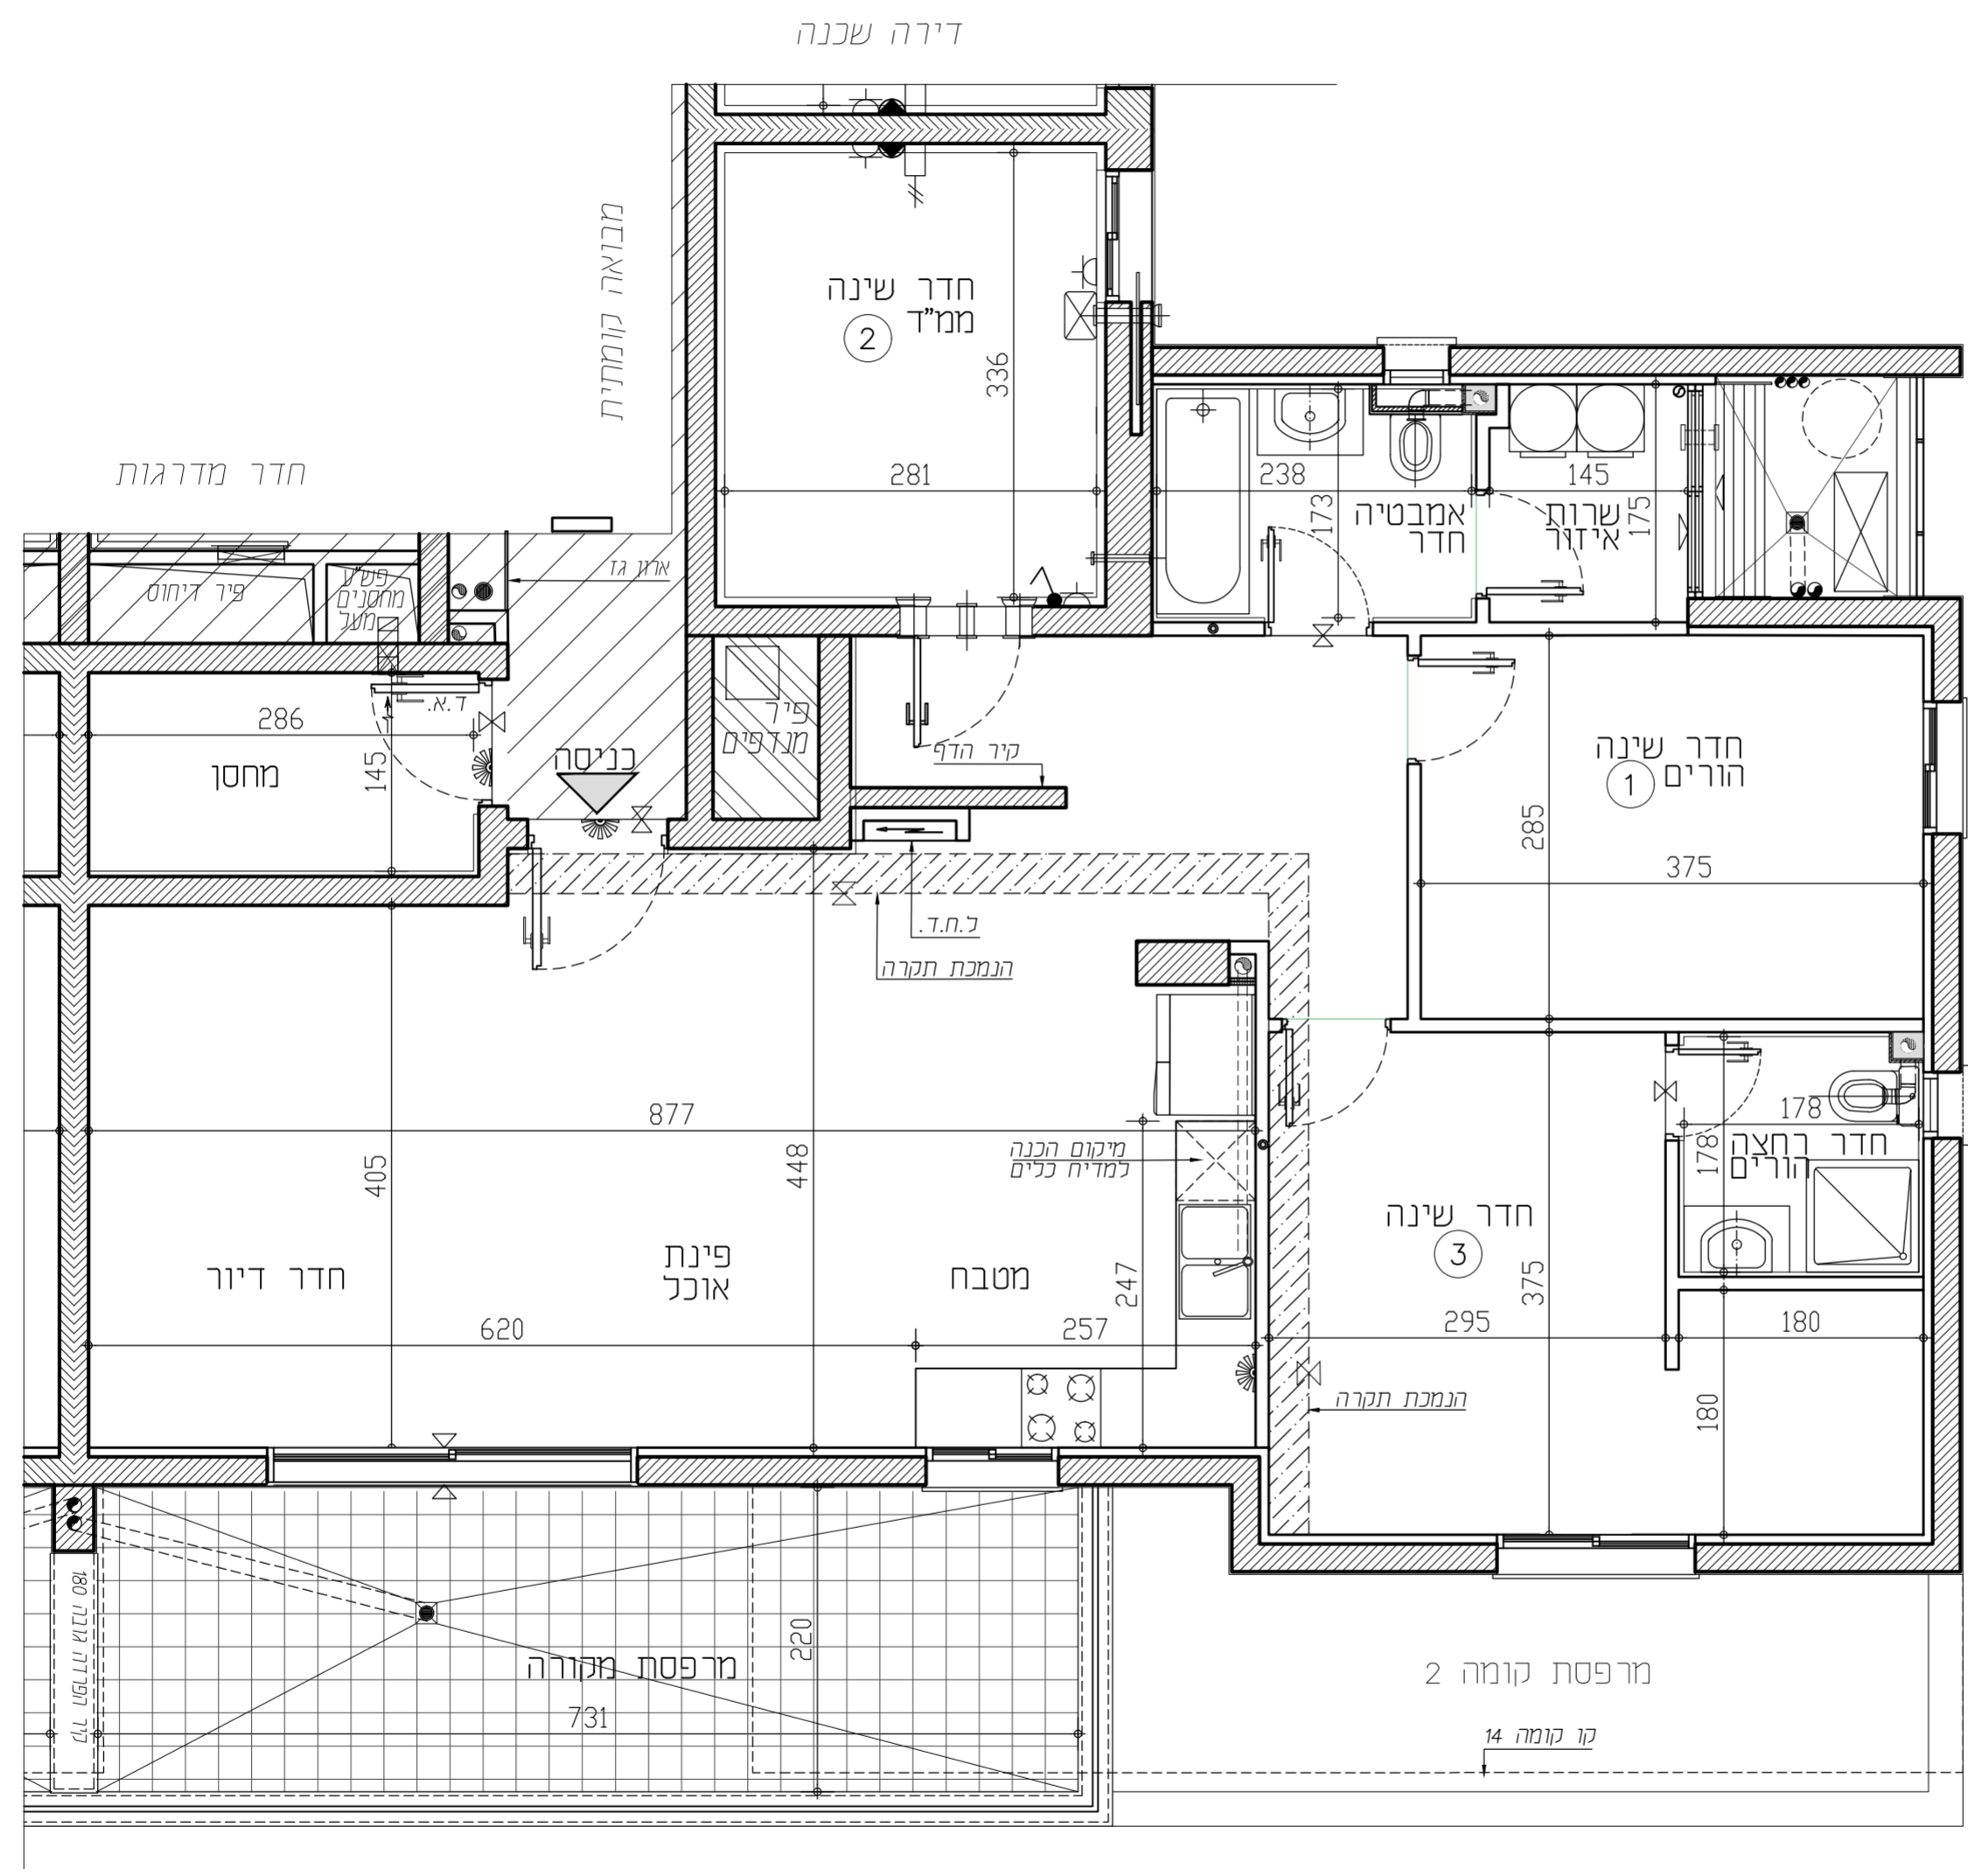 דירה שכנה
מבואה קומתית
חדר שינה
ממ"ד
2
336
281
חדר מדרגות
238
173
אמבטיה
חדר
145
175
שרות
איזור
ארון גז
פיר דיחוס
פש"ע
מחסנים
מעל
ד.א.
286
145
מחסן
כניסה
פיר
מנדפים
קיר הדף
חדר שינה
הורים
1
285
375
ל.ח.ד.
הנמכת תקרה
877
405
448
מיקום הכנה
למדיח כלים
247
178
178
חדר רחצה
הורים
חדר שינה
3
375
295
180
180
חדר דיור
פינת
אוכל
מטבח
620
257
הנמכת תקרה
קיר הפרדה גובה 180
220
מרפסת מקורה
731
מרפסת קומה 2
קו קומה 14